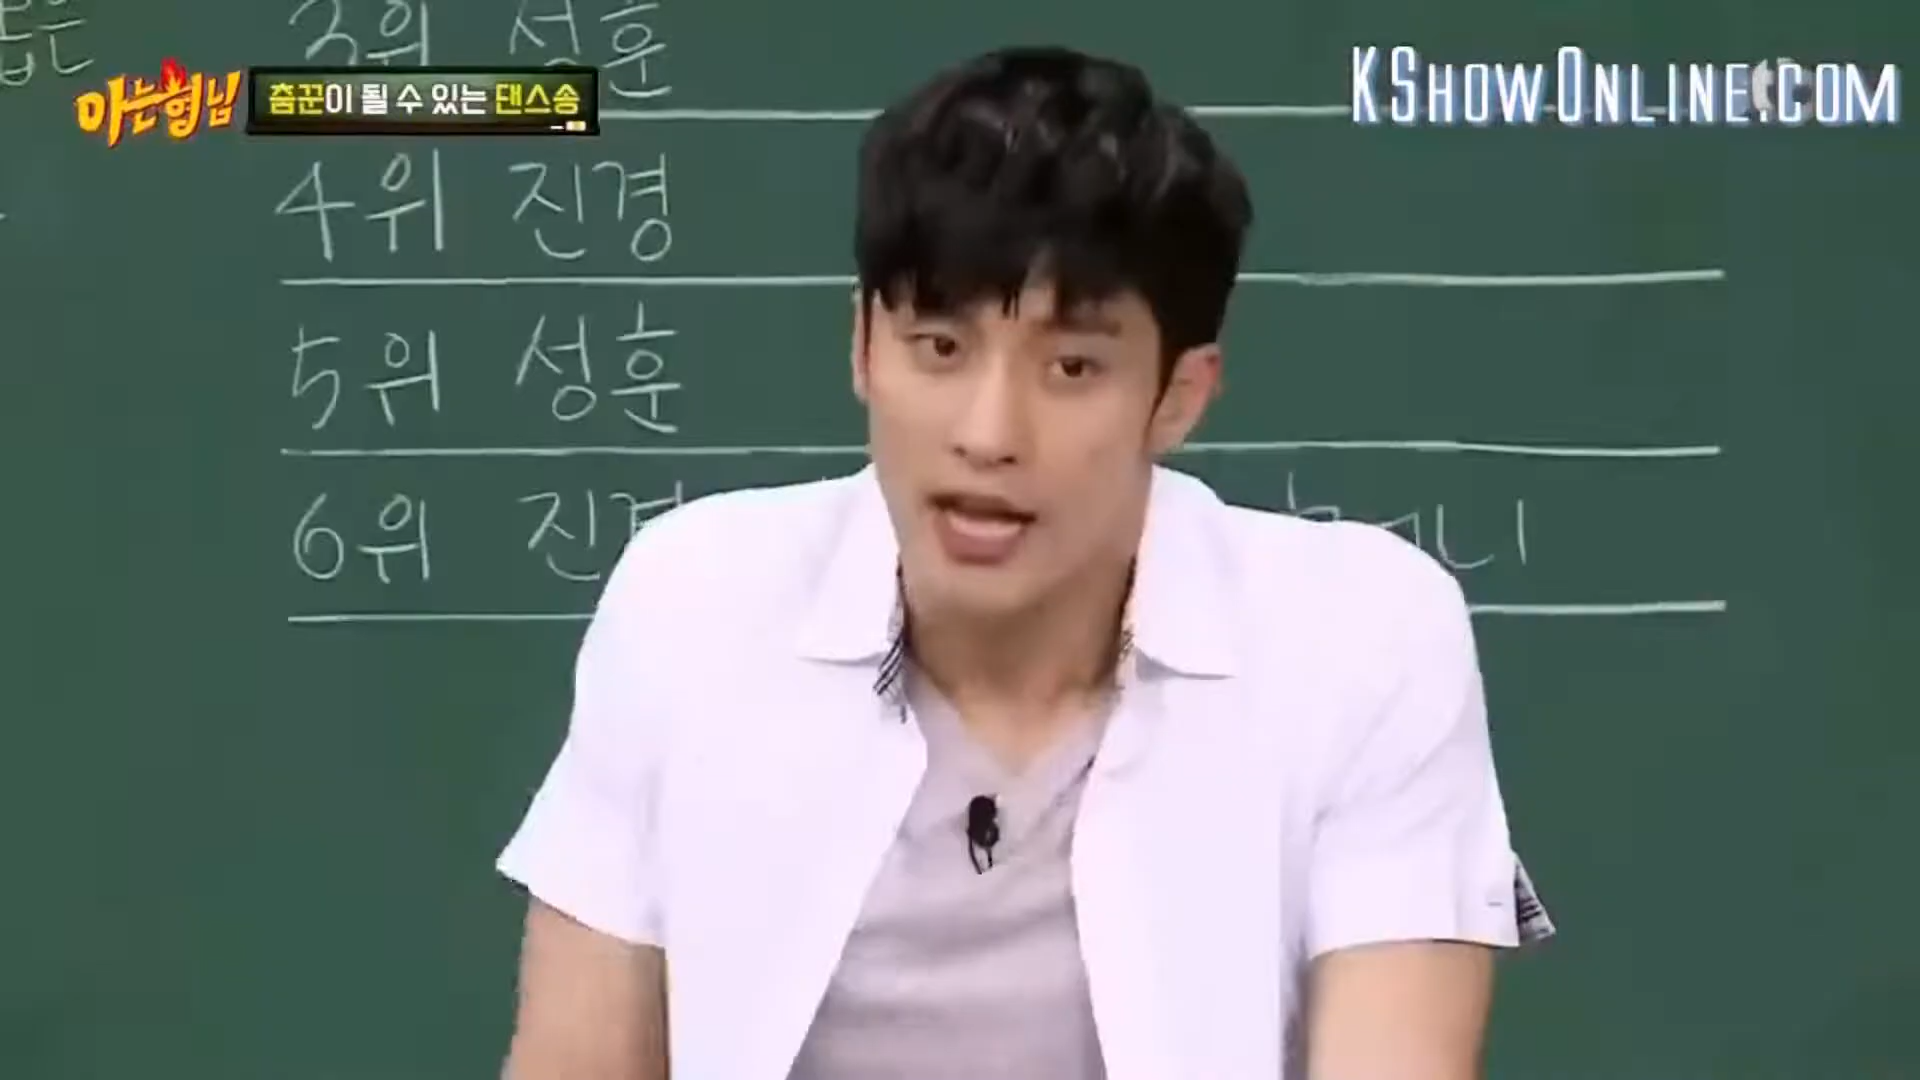 3위 성훈
아는형님 춤꾼이 될 수 있는 댄스송
KSHOWONLINE.COM
4위 진경
5위 성훈
6위 진경